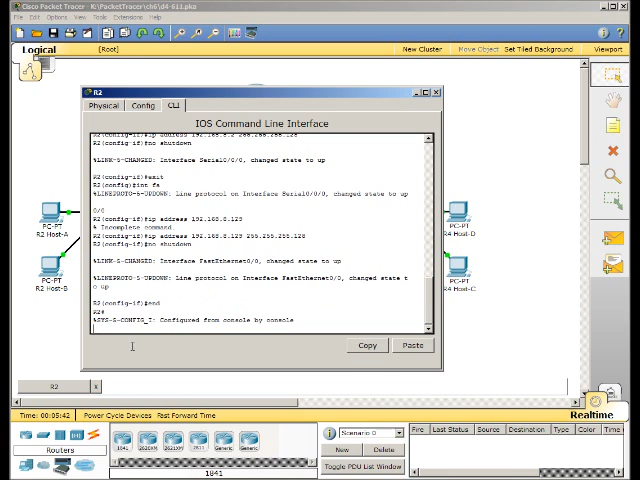 Cisco Packet Tracer - K:\PacketTracer\ch6\d4-611.pka
File Edit Options View Tools Extensions Help
Logical [Root] New Cluster Move Object Set Tiled Background Viewport
R2
Physical Config CLI
IOS Command Line Interface
R2(config-if)#no shutdown
%LINK-5-CHANGED: Interface Serial0/0/0, changed state to up
R2(config-if)#exit
R2(config)#int fa
%LINEPROTO-5-UPDOWN: Line protocol on Interface Serial0/0/0, changed state to up
0/0
R2(config-if)#ip address 192.168.8.129
% Incomplete command
R2(config-if)#ip address 192.168.8.129 255.255.255.128
R2(config-if)#no shutdown
%LINK-5-CHANGED: Interface FastEthernet0/0, changed state to up
%LINEPROTO-5-UPDOWN: Line protocol on Interface FastEthernet0/0, changed state t
o up
R2(config-if)#end
R2#
%SYS-5-CONFIG_I: Configured from console by console
Copy Paste
PC-PT
R2 Host-A
PC-PT
R2 Host-B
PC-PT
R4 Host-D
PC-PT
R4 Host-C
R2 x
Time: 00:05:42 Power Cycle Devices Fast Forward Time Realtime
Routers
1841 2620XM 2621XM 2811 Generic Generic
1841
Scenario 0
New Delete
Toggle PDU List Window
Fire Last Status Source Destination Type Color Time